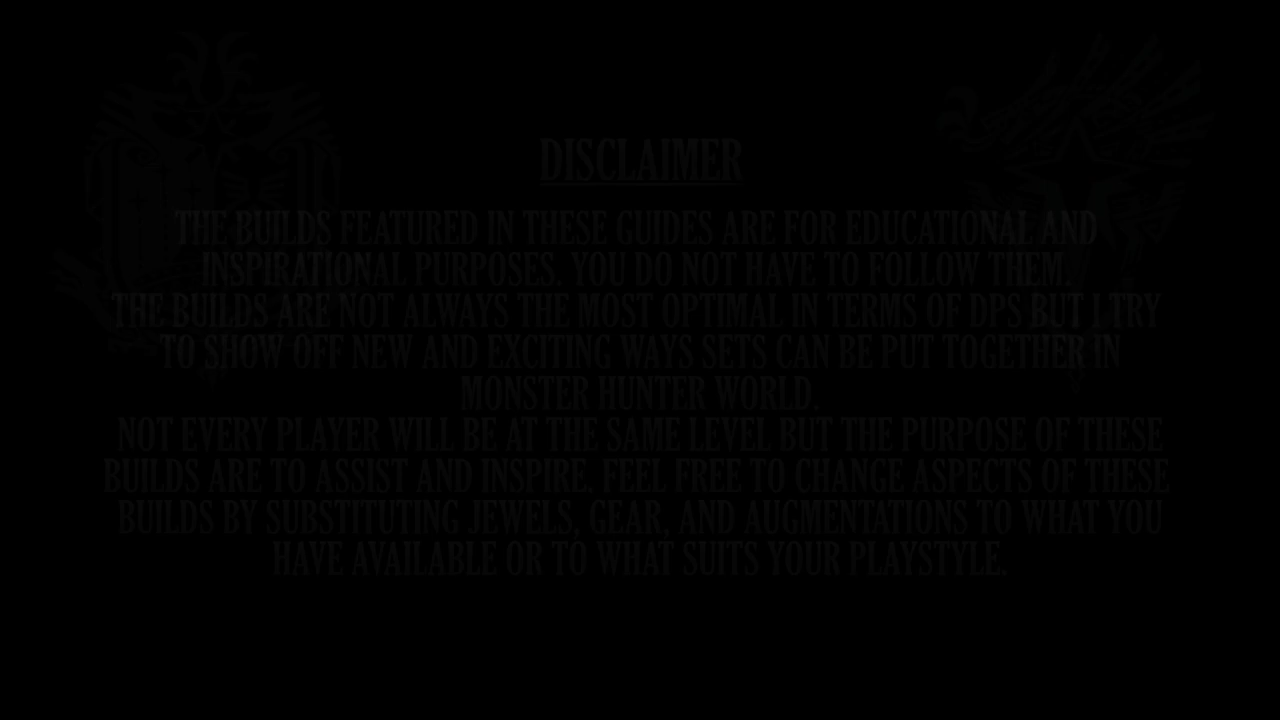 DISCLAIMER
THE BUILDS FEATURED IN THESE GUIDES ARE FOR EDUCATIONAL AND
INSPIRATIONAL PURPOSES. YOU DO NOT HAVE TO FOLLOW THEM.
THE BUILDS ARE NOT ALWAYS THE MOST OPTIMAL IN TERMS OF DPS BUT I TRY
TO SHOW OFF NEW AND EXCITING WAYS SETS CAN BE PUT TOGETHER IN
MONSTER HUNTER WORLD.
NOT EVERY PLAYER WILL BE AT THE SAME LEVEL BUT THE PURPOSE OF THESE
BUILDS ARE TO ASSIST AND INSPIRE, FEEL FREE TO CHANGE ASPECTS OF THESE
BUILDS BY SUBSTITUTING JEWELS, GEAR, AND AUGMENTATIONS TO WHAT YOU
HAVE AVAILABLE OR TO WHAT SUITS YOUR PLAYSTYLE.